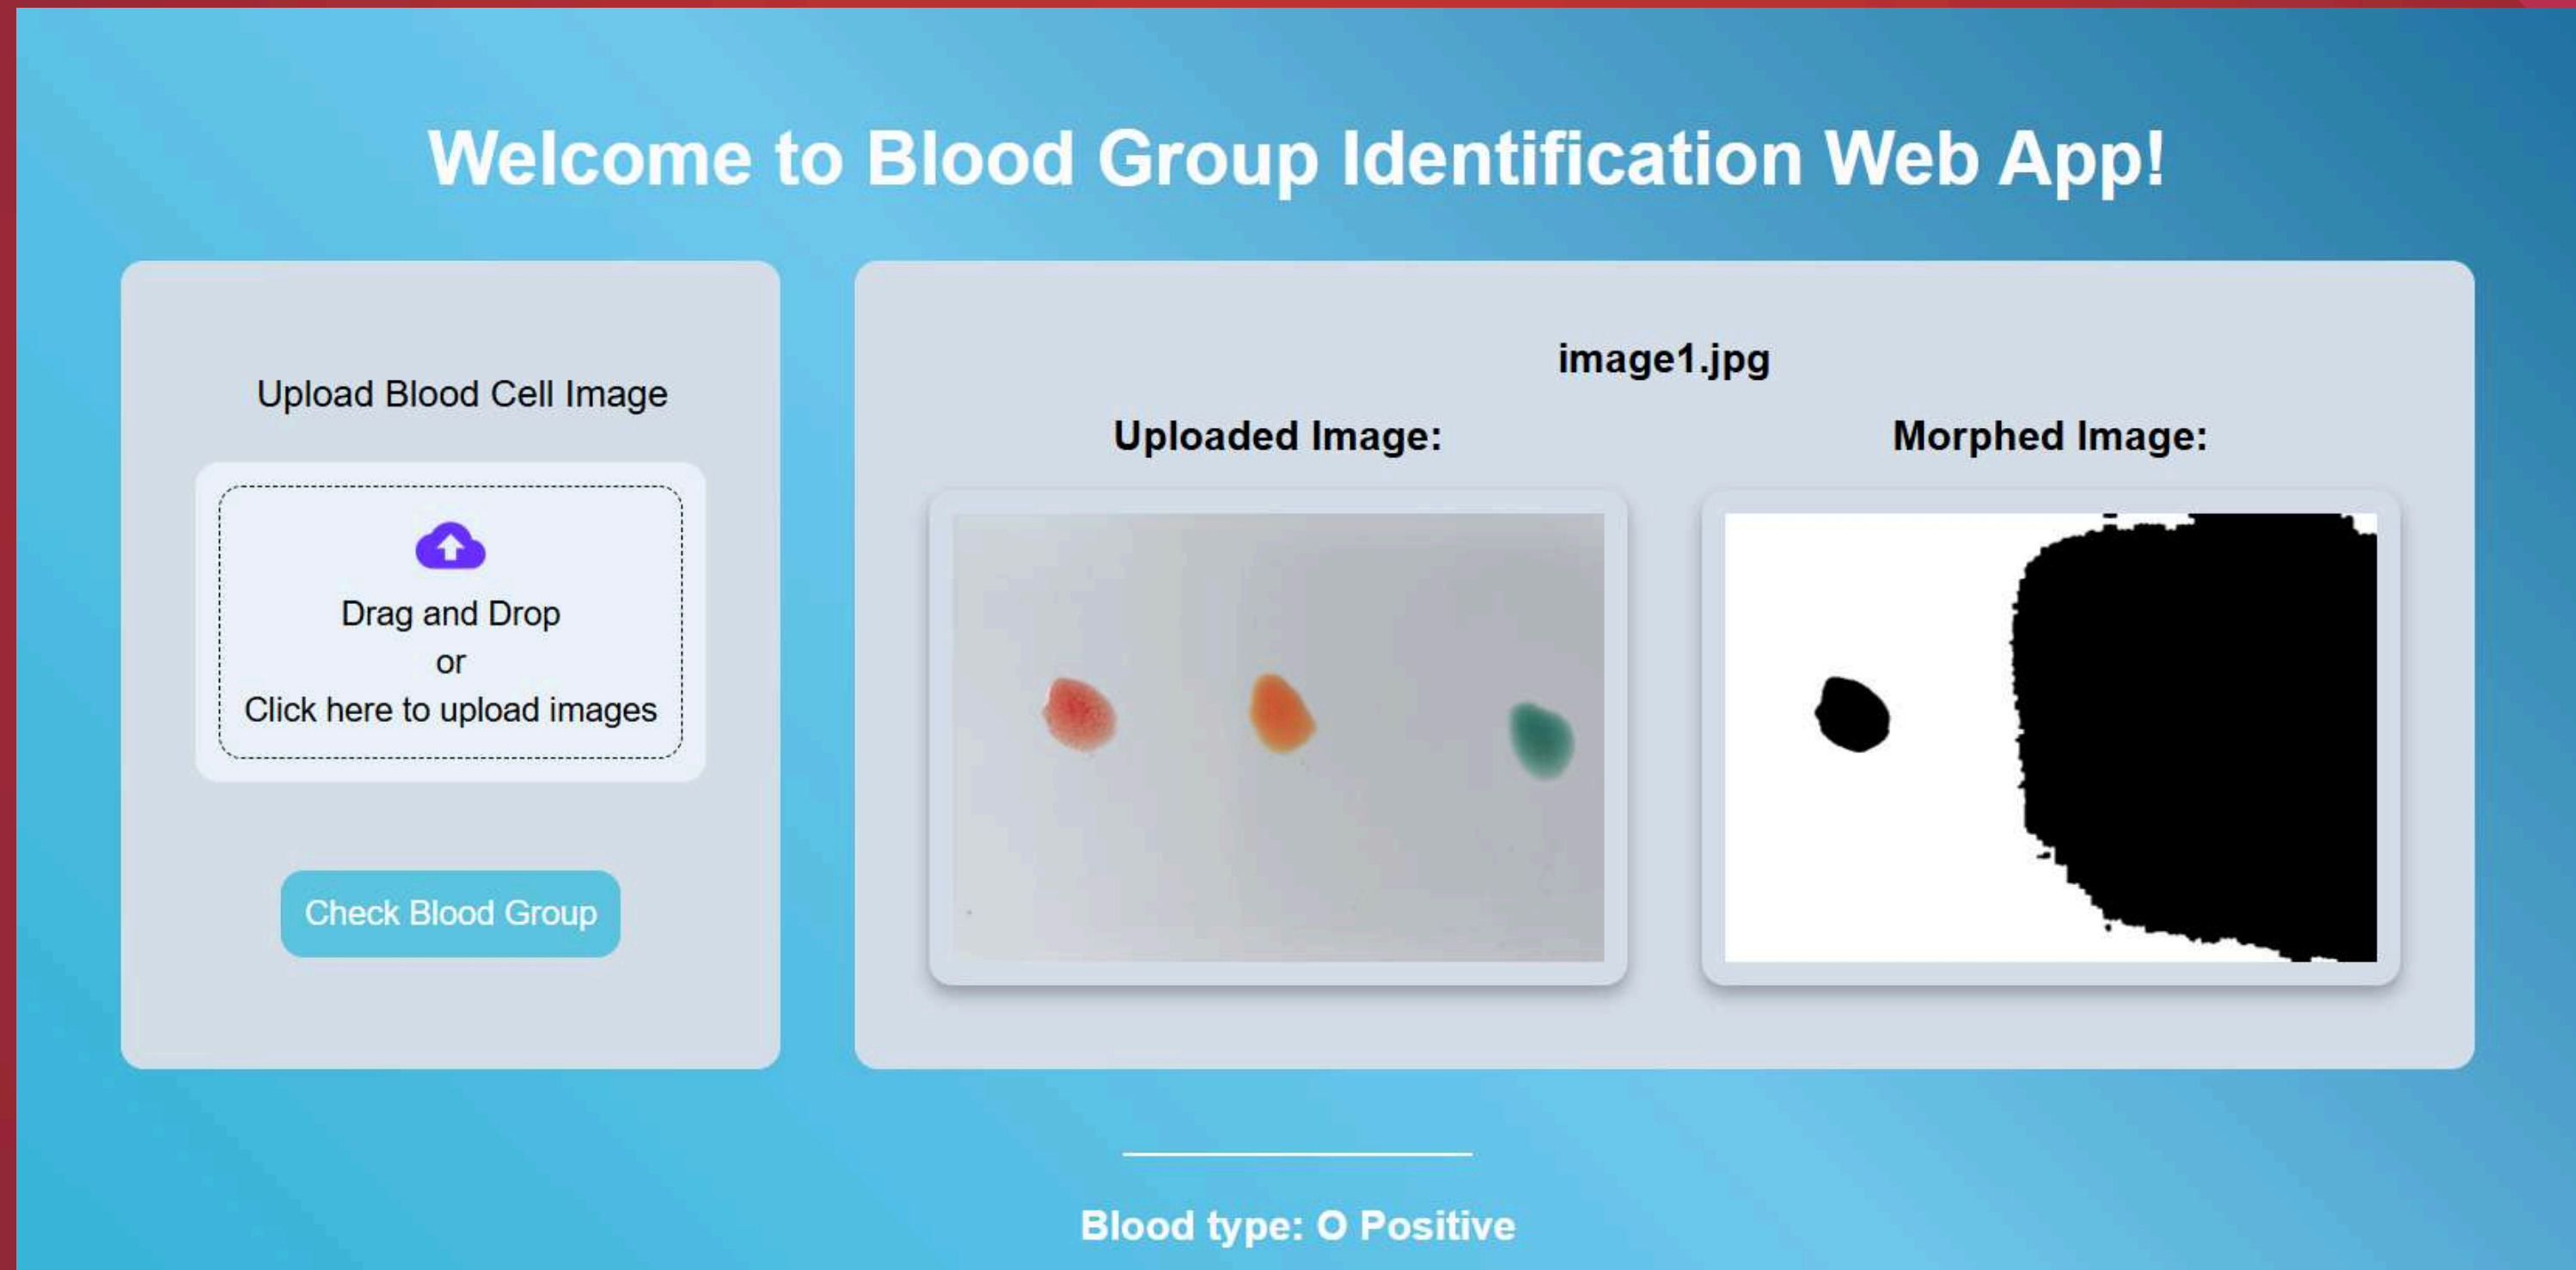 Welcome to Blood Group Identification Web App!
Upload Blood Cell Image
Drag and Drop
or
Click here to upload images
Check Blood Group
image1.jpg
Uploaded Image:
Morphed Image:
Blood type: O Positive